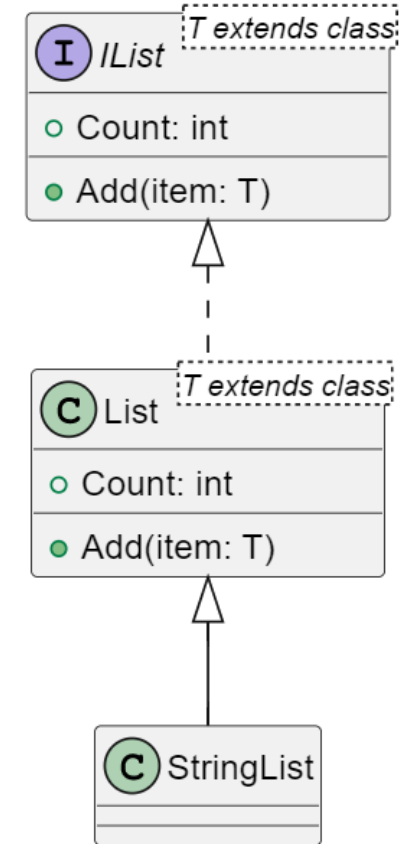 T extends class
I IList
Count: int
Add(item: T)
T extends class
C List
Count: int
Add(item: T)
C StringList